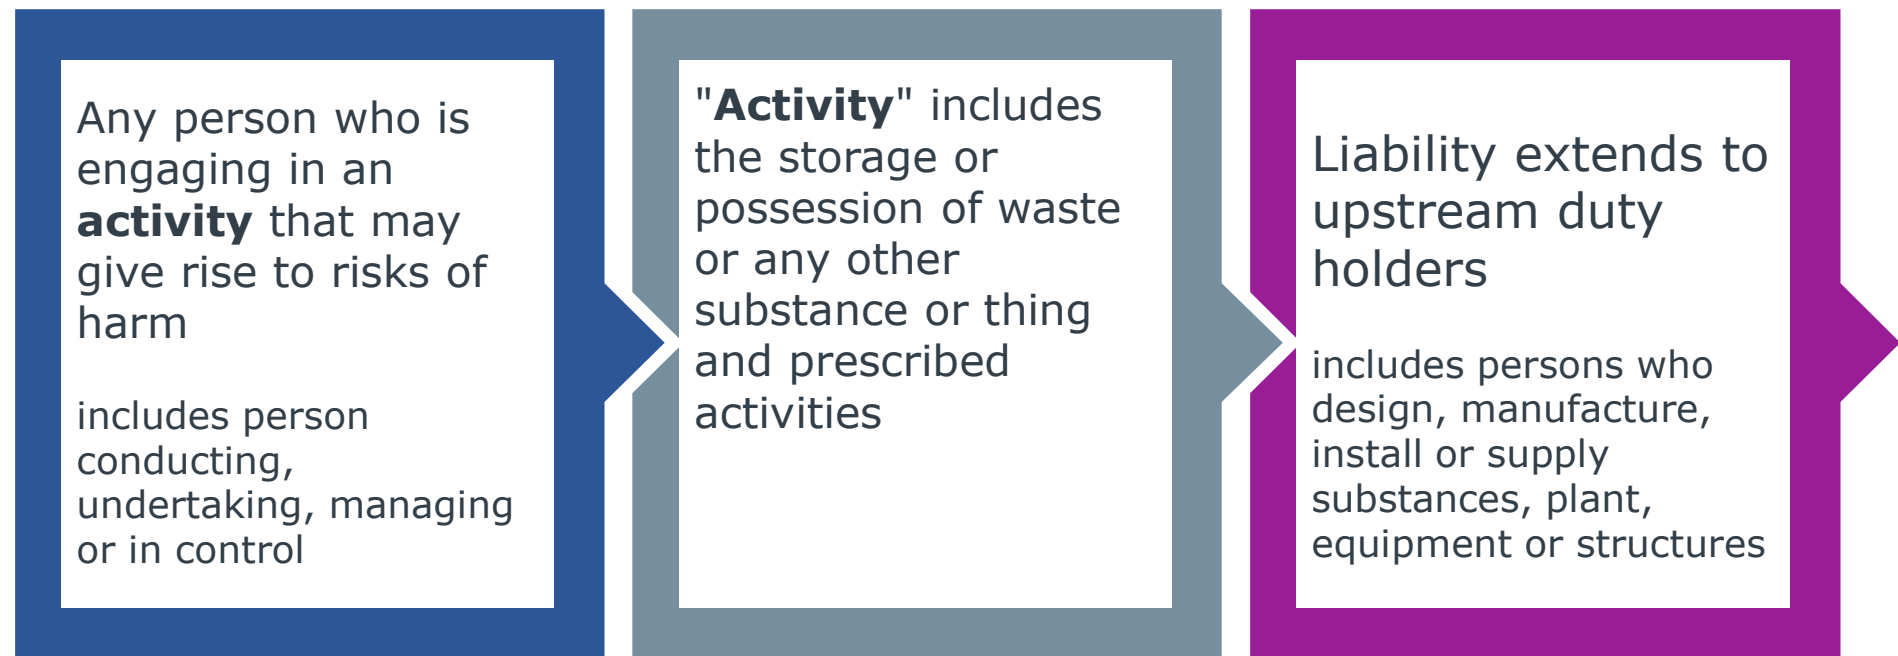 Any person who is
engaging in an
activity that may
give rise to risks of
harm
includes person
conducting,
undertaking, managing
or in control
"Activity" includes
the storage or
possession of waste
or any other
substance or thing
and prescribed
activities
Liability extends to
upstream duty
holders
includes persons who
design, manufacture,
install or supply
substances, plant,
equipment or structures